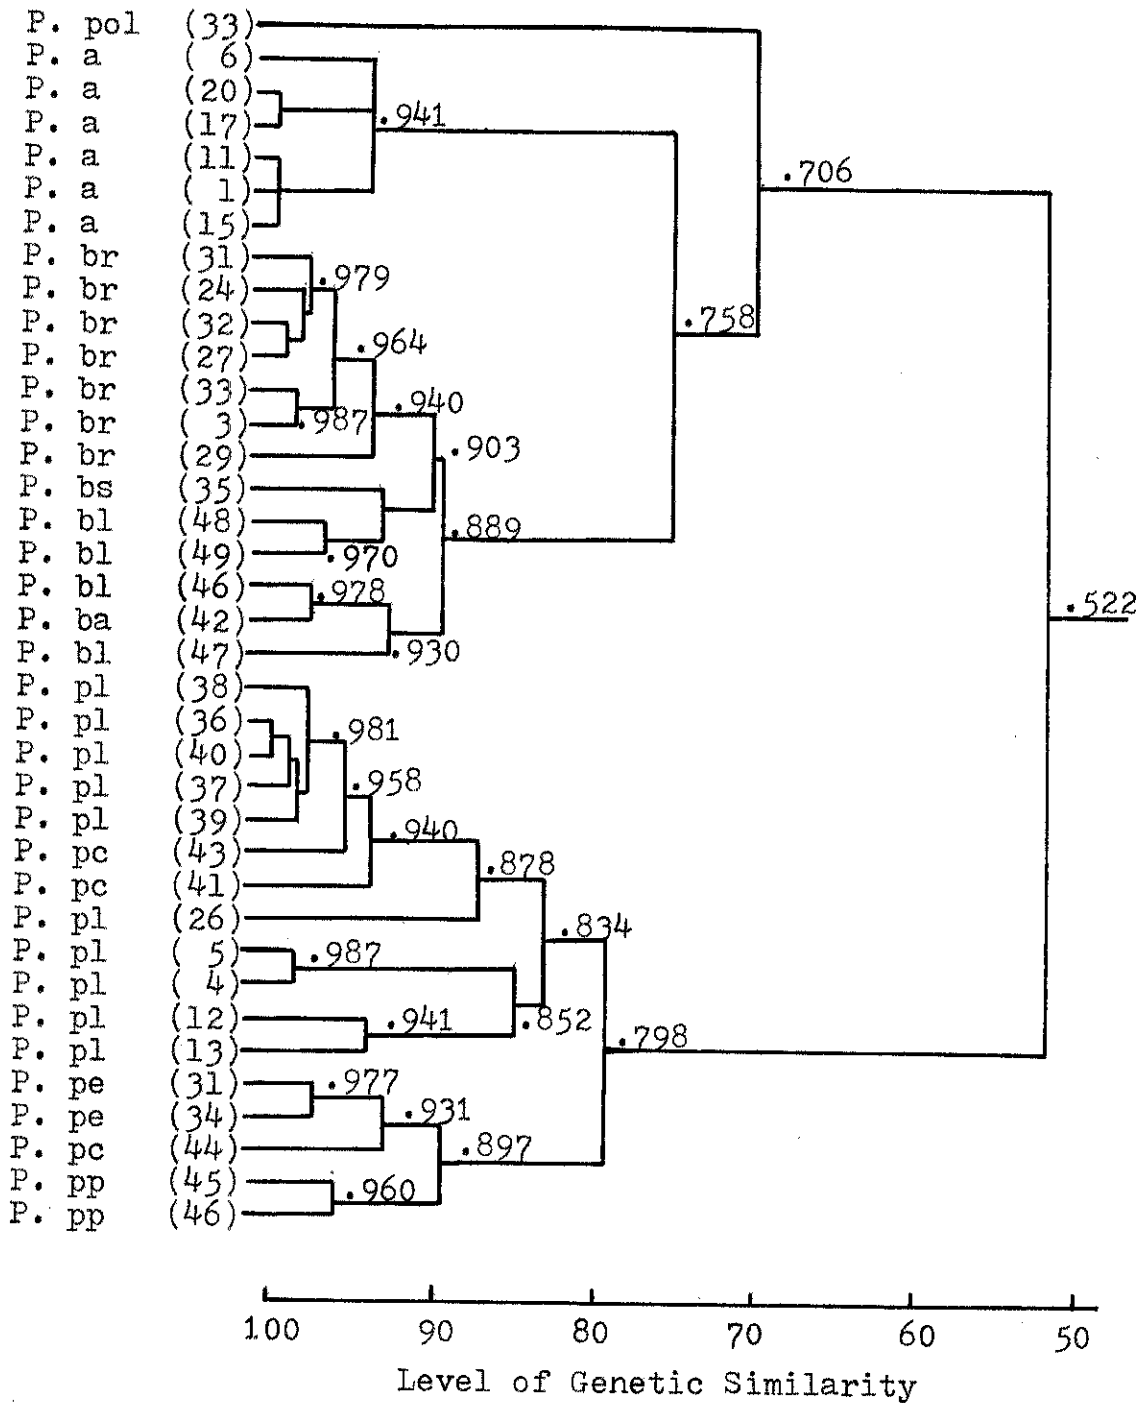 P. pol (33)
P. a ( 6)
P. a (20)
P. a (17)
.941
P. a (11)
P. a ( 1)
.706
P. a (15)
P. br (31)
.979
P. br (24)
P. br (32)
.758
P. br (27)
.964
P. br (33)
.940
P. br ( 3)
.987
P. br (29)
.903
P. bs (35)
P. bl (48)
.889
P. bl (49)
.970
P. bl (46)
.978
.522
P. ba (42)
P. bl (47)
.930
P. pl (38)
P. pl (36)
.981
P. pl (40)
P. pl (37)
.958
P. pl (39)
.940
P. pc (43)
.878
P. pc (41)
P. pl (26)
.834
P. pl ( 5)
.987
P. pl ( 4)
P. pl (12)
.941
.852
P. pl (13)
.798
P. pe (31)
.977
P. pe (34)
.931
P. pc (44)
.897
P. pp (45)
.960
P. pp (46)
100 90 80 70 60 50
Level of Genetic Similarity